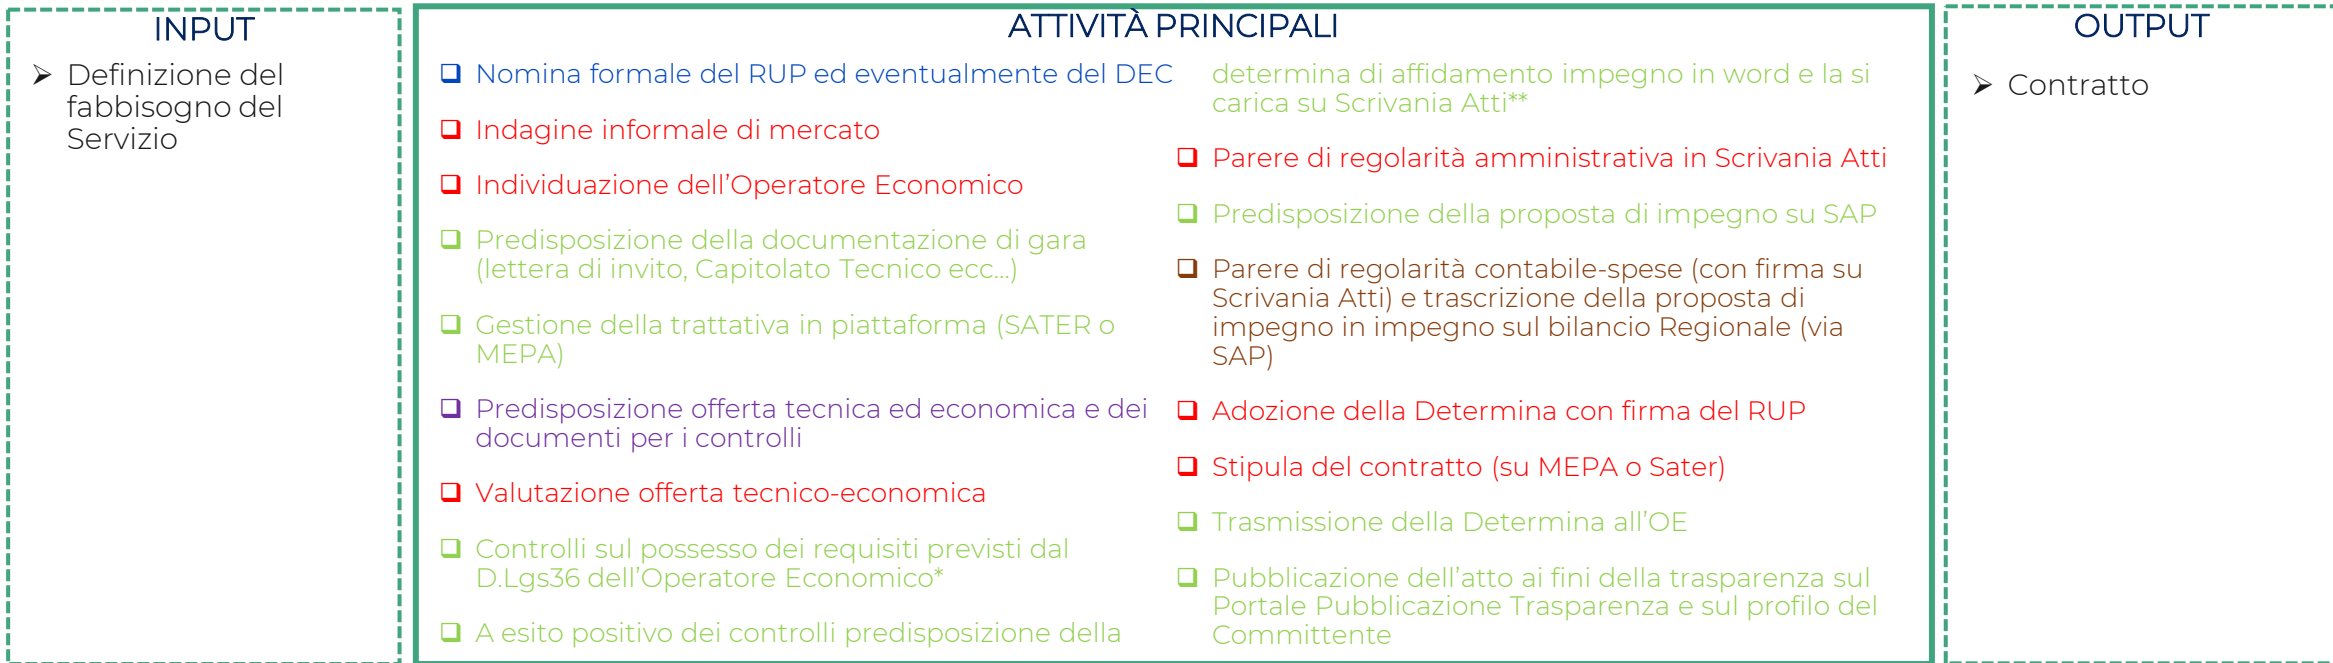 INPUT
➢ Definizione del
fabbisogno del
Servizio
ATTIVITÀ PRINCIPALI
❑ Nomina formale del RUP ed eventualmente del DEC
❑ Indagine informale di mercato
❑ Individuazione dell’Operatore Economico
❑ Predisposizione della documentazione di gara
(lettera di invito, Capitolato Tecnico ecc…)
❑ Gestione della trattativa in piattaforma (SATER o
MEPA)
❑ Predisposizione offerta tecnica ed economica e dei
documenti per i controlli
❑ Valutazione offerta tecnico-economica
❑ Controlli sul possesso dei requisiti previsti dal
D.Lgs36 dell’Operatore Economico*
❑ A esito positivo dei controlli predisposizione della
determina di affidamento impegno in word e la si
carica su Scrivania Atti**
❑ Parere di regolarità amministrativa in Scrivania Atti
❑ Predisposizione della proposta di impegno su SAP
❑ Parere di regolarità contabile-spese (con firma su
Scrivania Atti) e trascrizione della proposta di
impegno in impegno sul bilancio Regionale (via
SAP)
❑ Adozione della Determina con firma del RUP
❑ Stipula del contratto (su MEPA o Sater)
❑ Trasmissione della Determina all’OE
❑ Pubblicazione dell’atto ai fini della trasparenza sul
Portale Pubblicazione Trasparenza e sul profilo del
Committente
OUTPUT
➢ Contratto